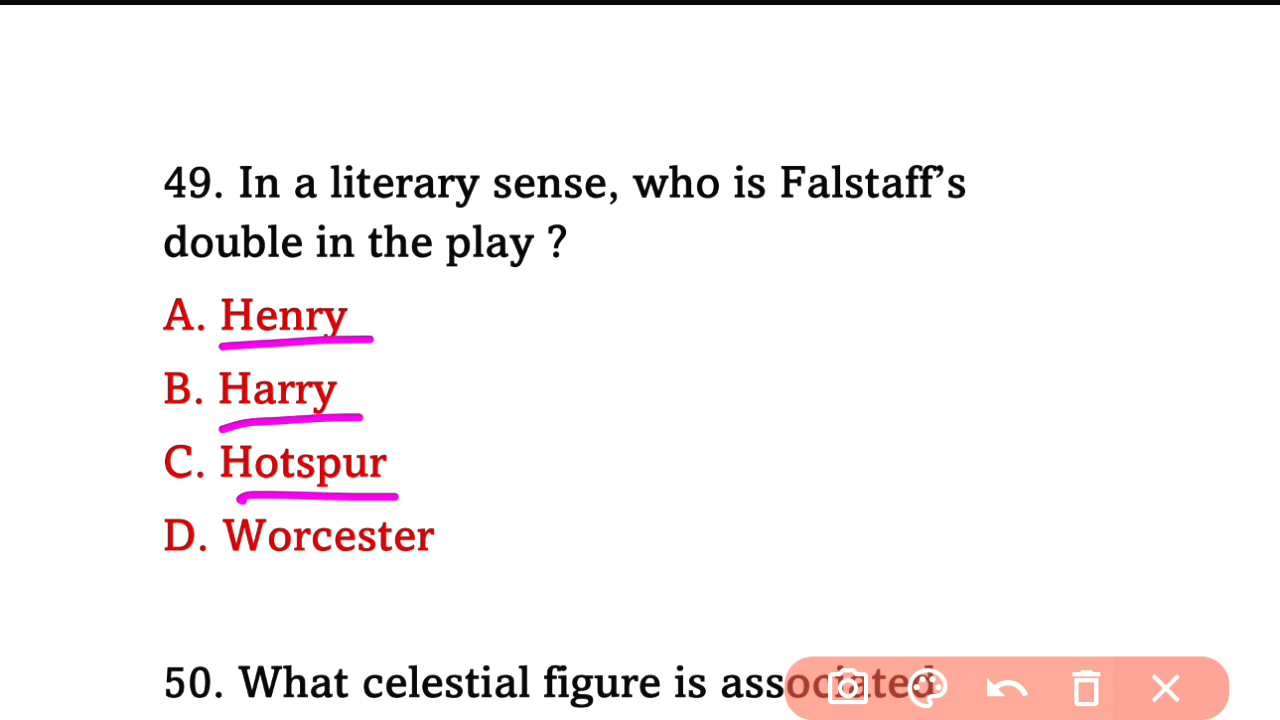 49. In a literary sense, who is Falstaff’s
double in the play ?
A. Henry
B. Harry
C. Hotspur
D. Worcester
50. What celestial figure is associated